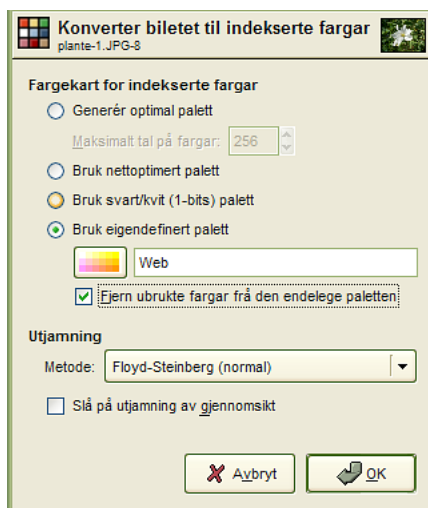 Konverter biletet til indekserte fargar
plante-1.JPG-8
Fargekart for indekserte fargar
Generér optimal palett
Maksimalt tal på fargar: 256
Bruk nettoptimert palett
Bruk svart/kvit (1-bits) palett
Bruk eigendefinert palett
Web
Fjern ubrukte fargar frå den endelege paletten
Utjamning
Metode: Floyd-Steinberg (normal)
Slå på utjamning av gjennomsikt
Avbryt OK